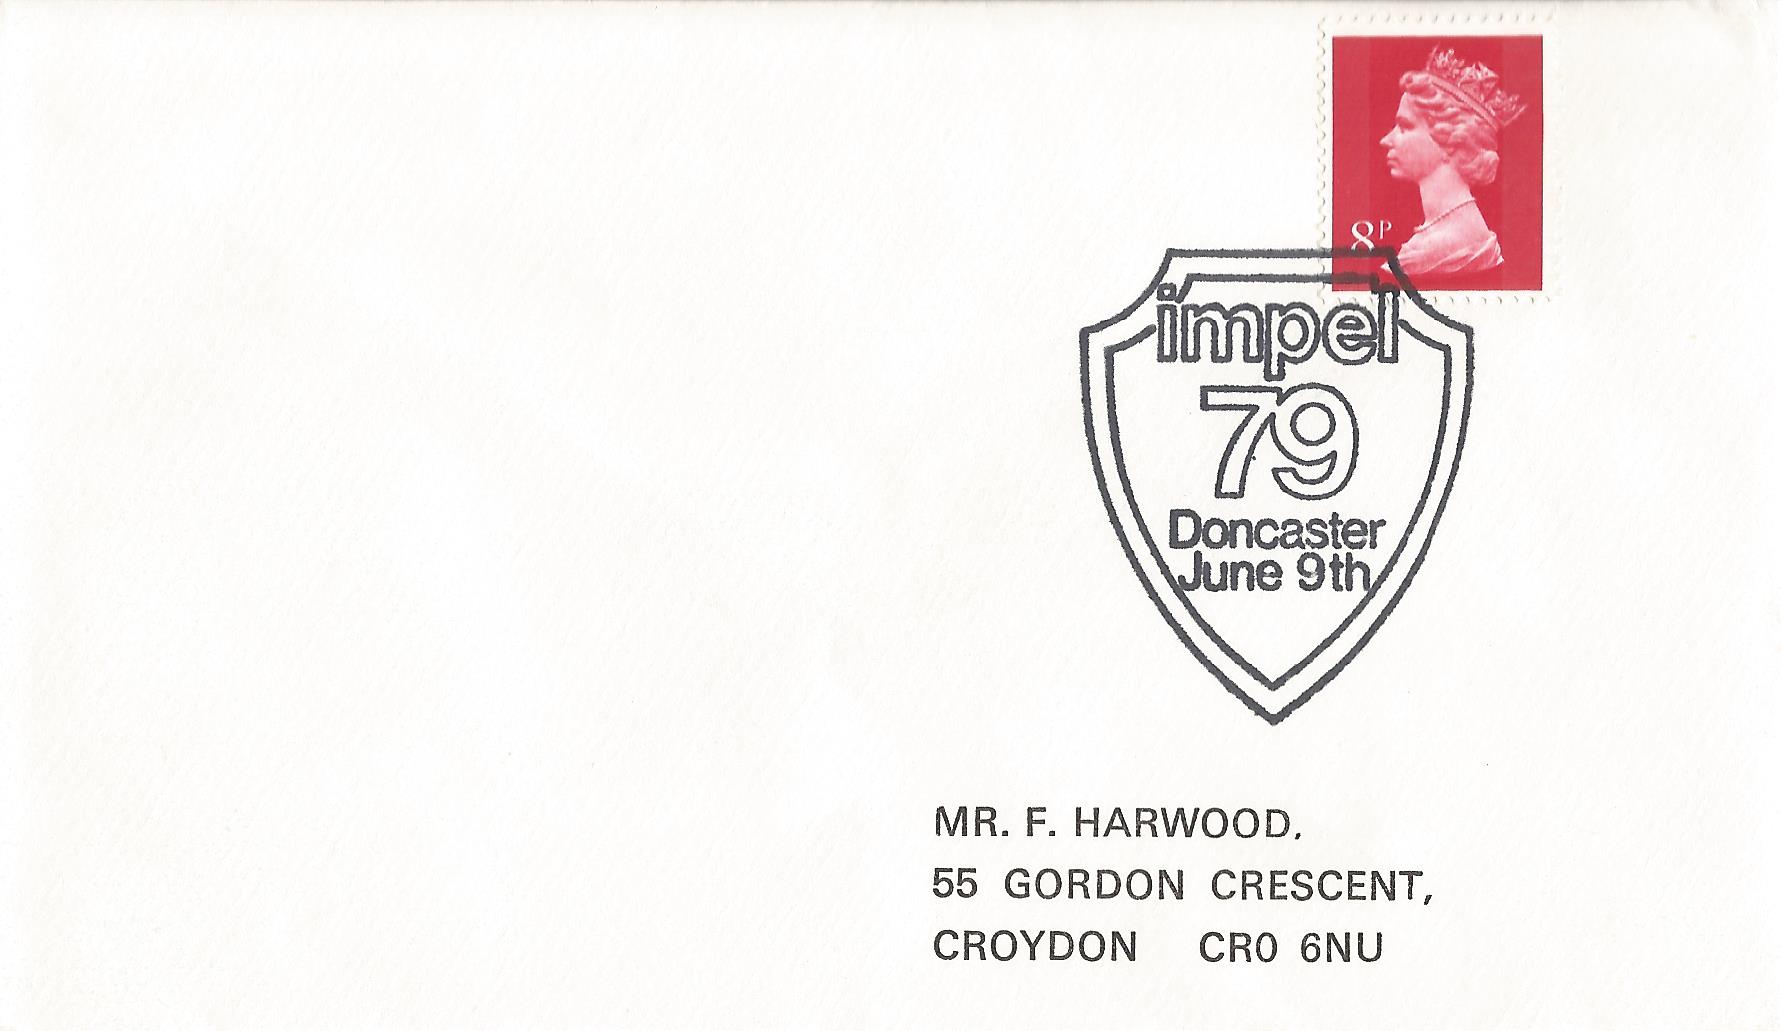 8P
impel
79
Doncaster
June 9th
MR. F. HARWOOD,
55 GORDON CRESCENT,
CROYDON CR0 6NU